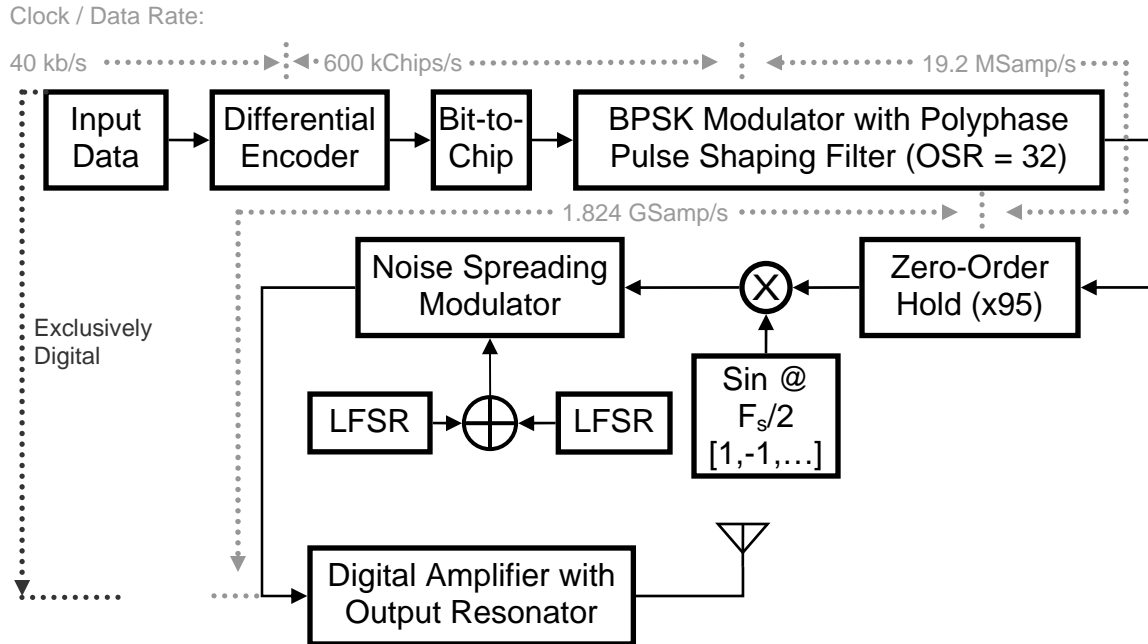 Clock / Data Rate:
40 kb/s
600 kChips/s
19.2 MSamp/s
Input
Data
Differential
Encoder
Bit-to-
Chip
BPSK Modulator with Polyphase
Pulse Shaping Filter (OSR = 32)
1.824 GSamp/s
Noise Spreading
Modulator
X
Zero-Order
Hold (x95)
Exclusively
Digital
LFSR
LFSR
Sin @
Fs/2
[1,-1,…]
Digital Amplifier with
Output Resonator